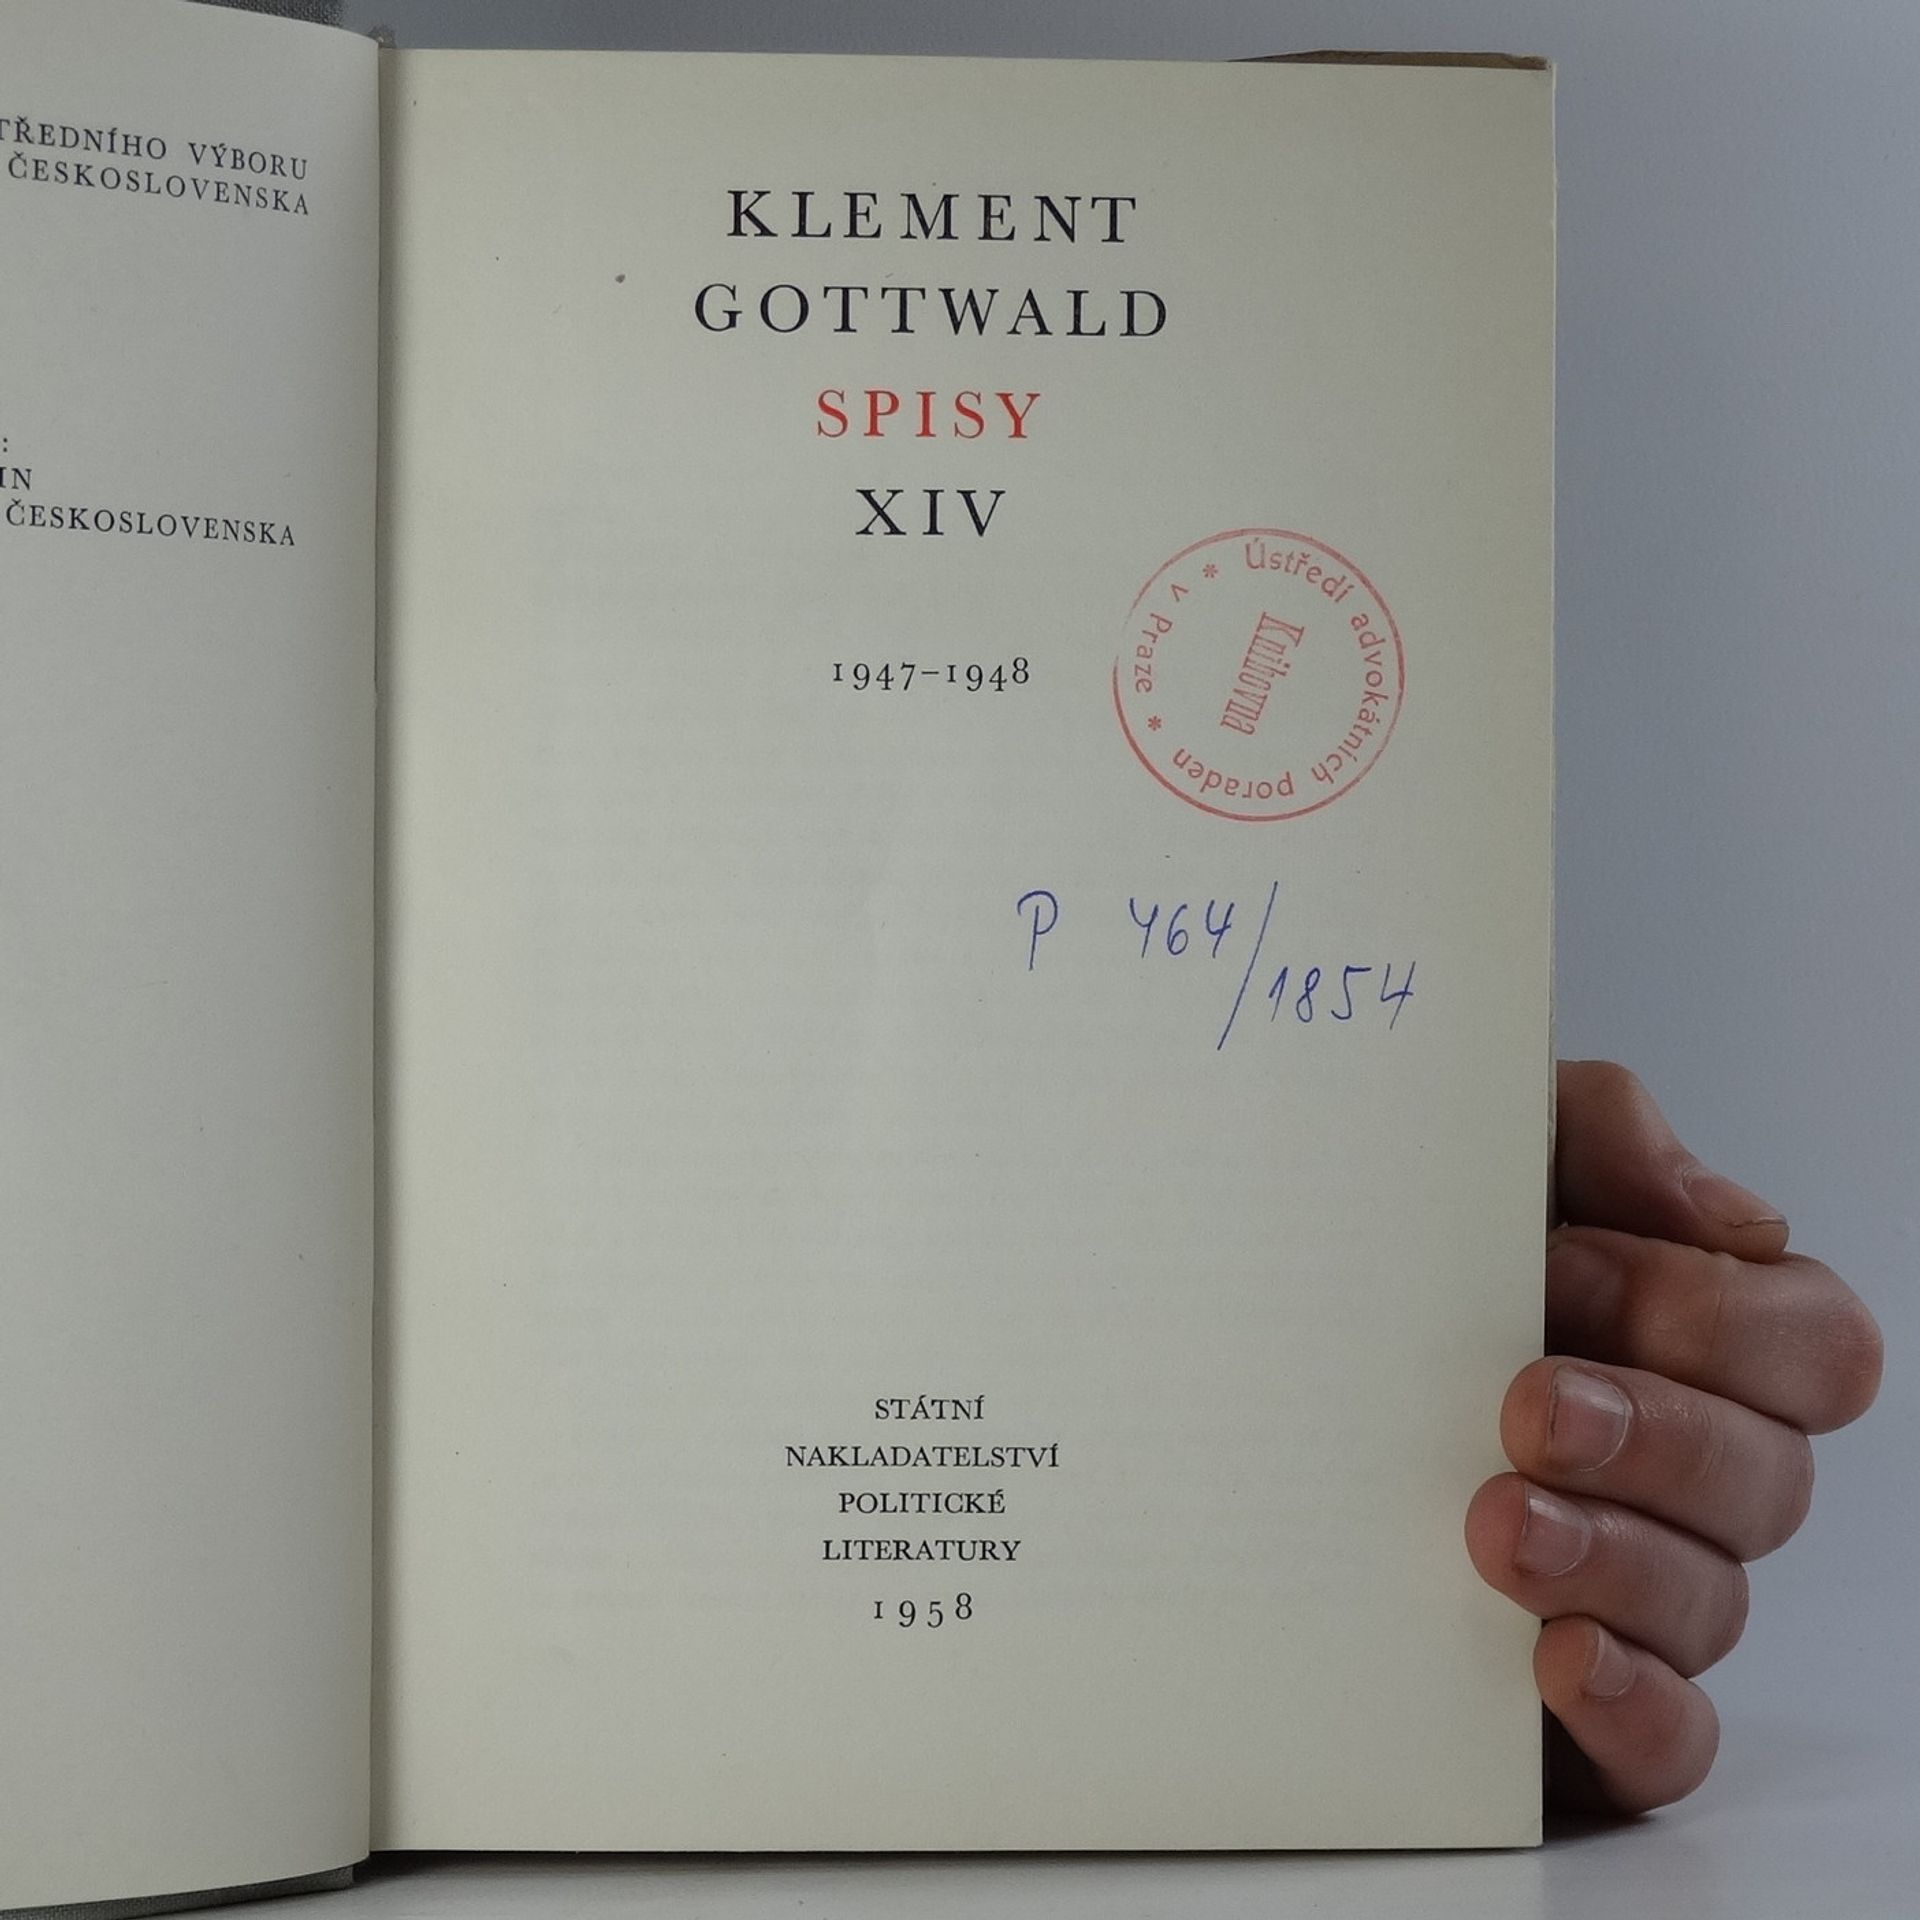 TŘEDNÍHO VÝBORU
ČESKOSLOVENSKA
:
IN
ČESKOSLOVENSKA
KLEMENT
GOTTWALD
SPISY
XIV
1947–1948
* Ústředí advokátních poraden * v Praze
Knihovna
P 464/1854
STÁTNÍ
NAKLADATELSTVÍ
POLITICKÉ
LITERATURY
1958